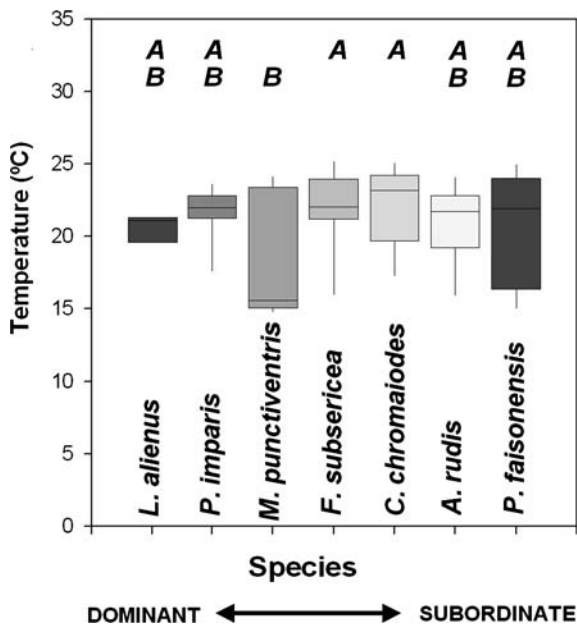 35
30
25
20
15
10
5
0
Temperature (ºC)
A A A A A A
B B B B B
L. alienus
P. imparis
M. punctiventris
F. subsericea
C. chromaiodes
A. rudis
P. faisonensis
Species
DOMINANT SUBORDINATE